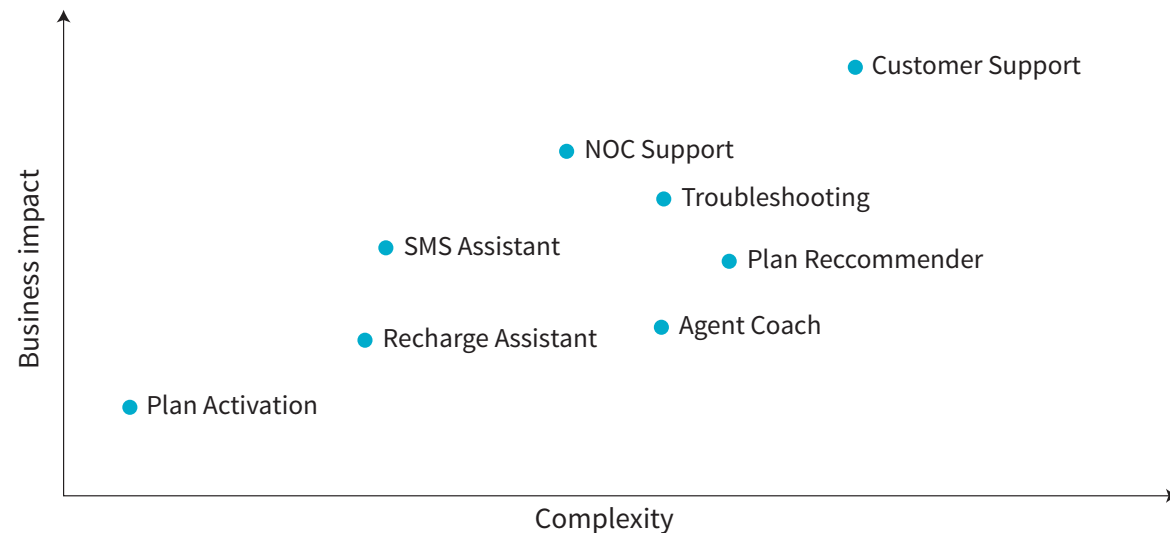 Customer Support
NOC Support
Troubleshooting
SMS Assistant
Plan Reccommender
Agent Coach
Recharge Assistant
Plan Activation
Business impact
Complexity